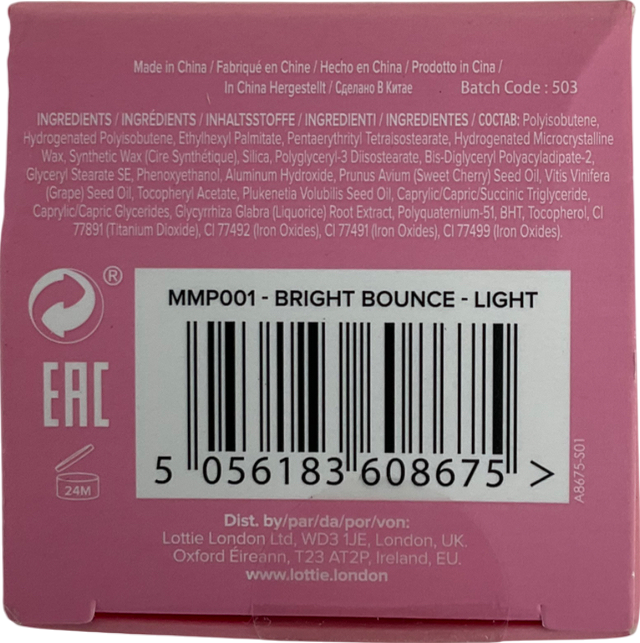 Made in China / Fabriqué en Chine / Hecho en China / Prodotto in Cina /
In China Hergestellt / Сделано В Китае
Batch Code : 503
INGREDIENTS / INGRÉDIENTS / INHALTSSTOFFE / INGREDIENTI / INGREDIENTES / СОСТАВ: Polyisobutene,
Hydrogenated Polyisobutene, Ethylhexyl Palmitate, Pentaerythrityl Tetraisostearate, Hydrogenated Microcrystalline
Wax, Synthetic Wax (Cire Synthétique), Silica, Polyglyceryl-3 Diisostearate, Bis-Diglyceryl Polyacyladipate-2,
Glyceryl Stearate SE, Phenoxyethanol, Aluminum Hydroxide, Prunus Avium (Sweet Cherry) Seed Oil, Vitis Vinifera
(Grape) Seed Oil, Tocopheryl Acetate, Plukenetia Volubilis Seed Oil, Caprylic/Capric/Succinic Triglyceride,
Caprylic/Capric Glycerides, Glycyrrhiza Glabra (Liquorice) Root Extract, Polyquaternium-51, BHT, Tocopherol, CI
77891 (Titanium Dioxide), CI 77492 (Iron Oxides), CI 77491 (Iron Oxides), CI 77499 (Iron Oxides).
®
MMP001 - BRIGHT BOUNCE - LIGHT
EAC
24M
5 056183 608675 >
A8675-S01
Dist. by/par/da/por/von:
Lottie London Ltd, WD3 1JE, London, UK.
Oxford Éireann, T23 AT2P, Ireland, EU.
www.lottie.london